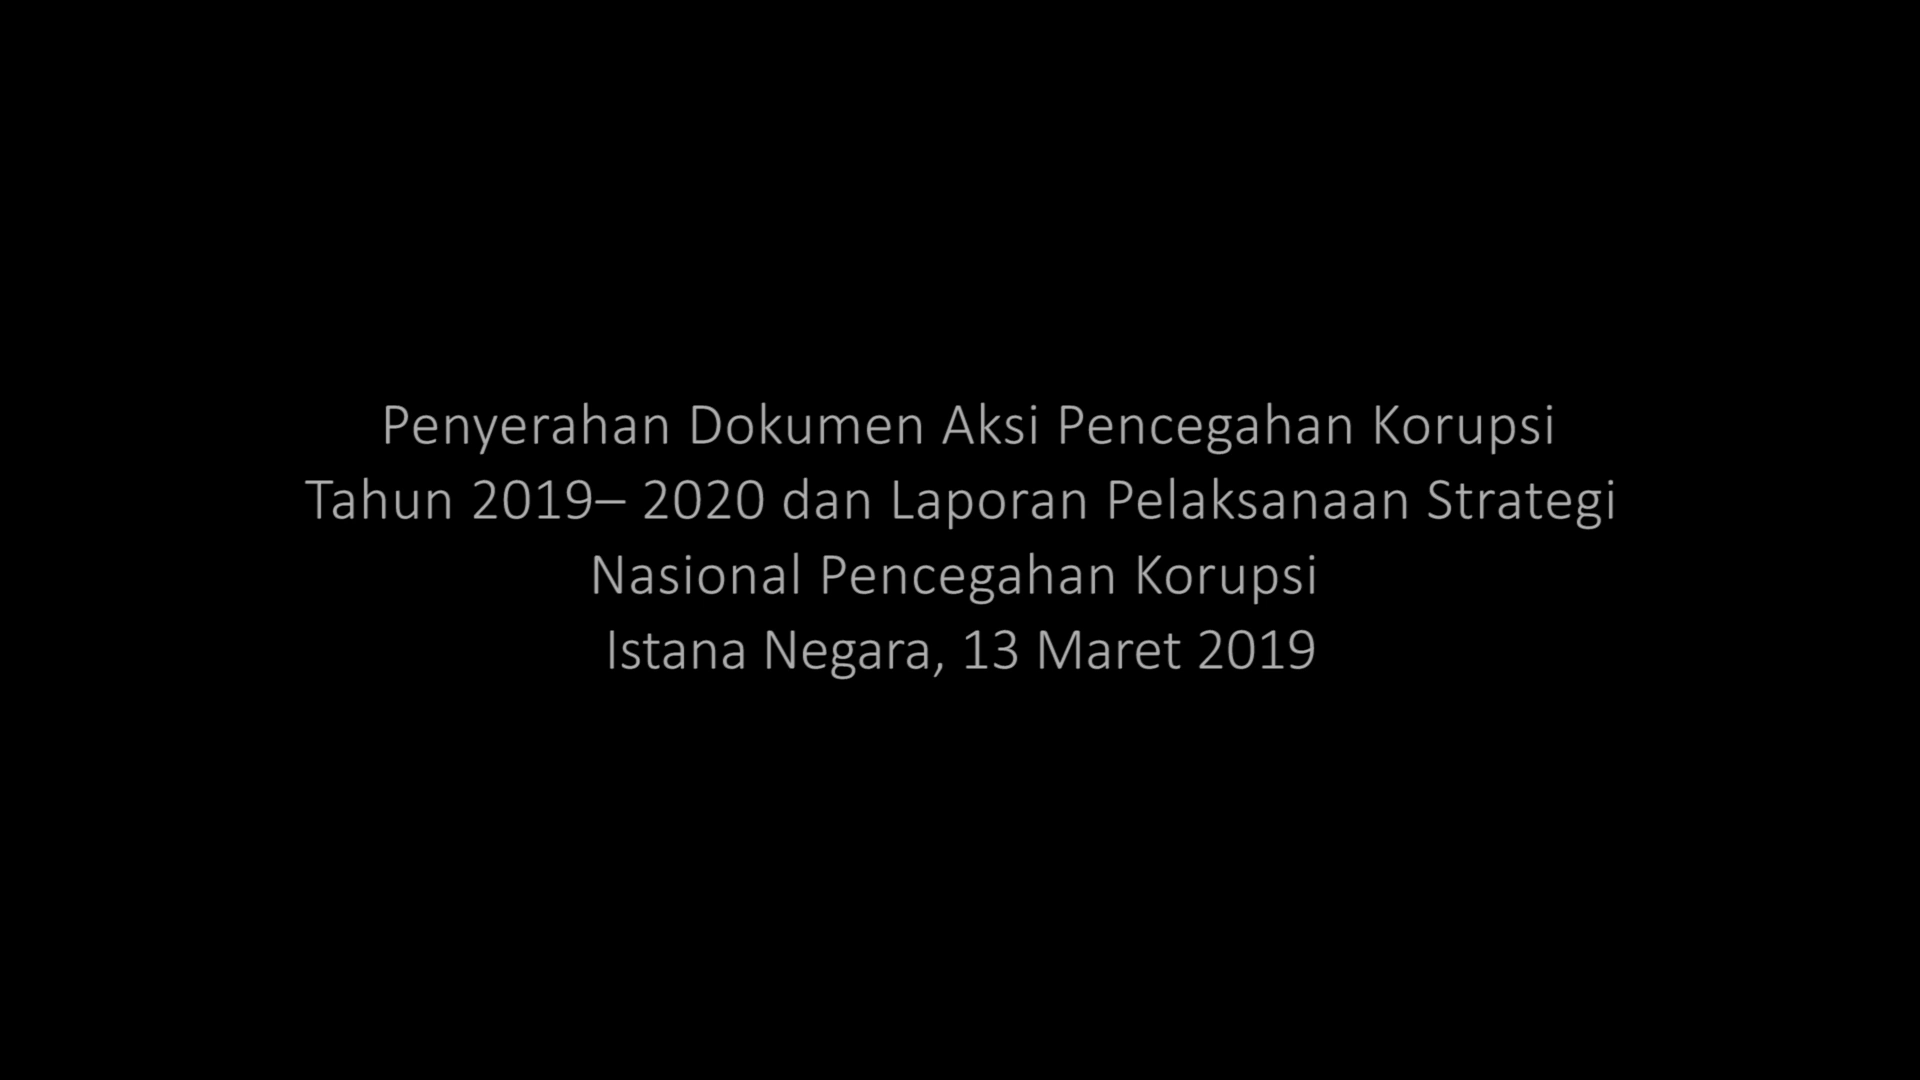 Penyerahan Dokumen Aksi Pencegahan Korupsi
Tahun 2019– 2020 dan Laporan Pelaksanaan Strategi
Nasional Pencegahan Korupsi
Istana Negara, 13 Maret 2019